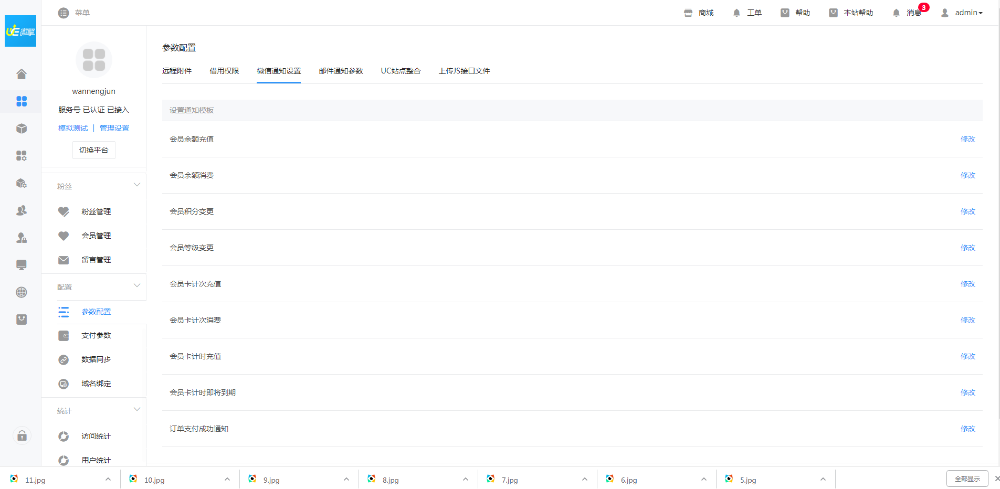 菜单
商城
工单
帮助
本站帮助
消息
3
admin
WE微擎
wannengjun
服务号 已认证 已接入
模拟测试 | 管理设置
切换平台
粉丝
粉丝管理
会员管理
留言管理
配置
参数配置
支付参数
数据同步
域名绑定
统计
访问统计
用户统计
参数配置
远程附件 借用权限 微信通知设置 邮件通知参数 UC站点整合 上传JS接口文件
设置通知模板
会员余额充值 修改
会员余额消费 修改
会员积分变更 修改
会员等级变更 修改
会员卡计次充值 修改
会员卡计次消费 修改
会员卡计时充值 修改
会员卡计时即将到期 修改
订单支付成功通知 修改
11.jpg
10.jpg
9.jpg
8.jpg
7.jpg
6.jpg
5.jpg
全部显示